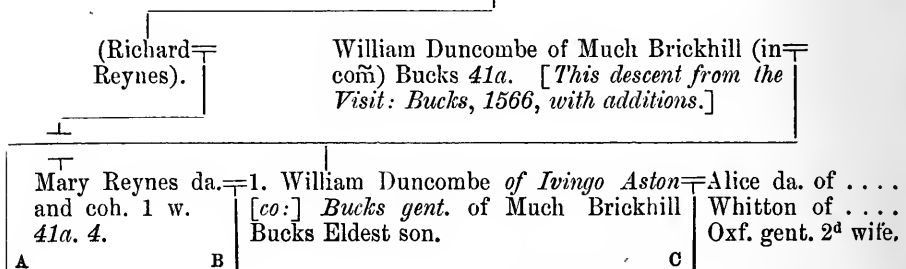 (Richard
Reynes).
William Duncombe of Much Brickhill (in
com̃) Bucks 41a. [This descent from the
Visit: Bucks, 1566, with additions.]
Mary Reynes da.
and coh. 1 w.
41a. 4.
1. William Duncombe of Ivingo Aston
[co:] Bucks gent. of Much Brickhill
Bucks Eldest son.
Alice da. of . . . .
Whitton of . . . .
Oxf. gent. 2ᵈ wife.
A B C